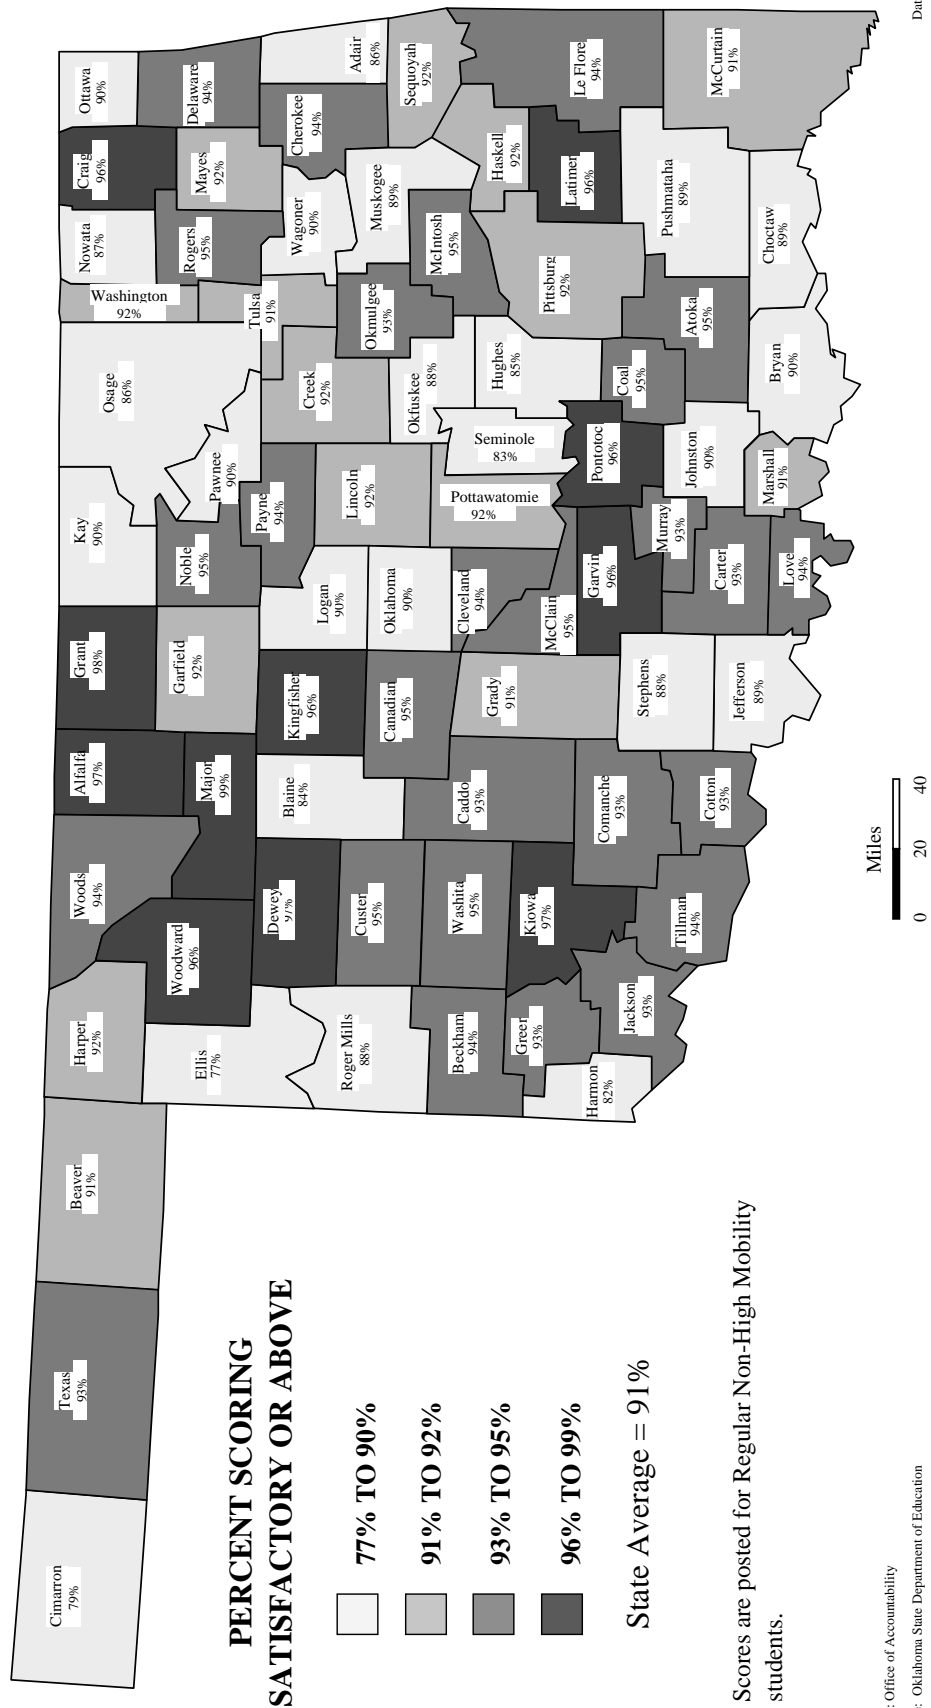 Cimarron
79%
Texas
93%
Beaver
91%
Harper
92%
Woods
94%
Alfalfa
97%
Grant
98%
Kay
90%
Osage
86%
Washington
92%
Nowata
87%
Craig
96%
Ottawa
90%
Ellis
77%
Woodward
96%
Major
99%
Garfield
92%
Noble
95%
Pawnee
90%
Rogers
95%
Mayes
92%
Delaware
94%
Roger Mills
88%
Dewey
97%
Blaine
84%
Kingfisher
96%
Logan
90%
Payne
94%
Creek
92%
Tulsa
91%
Wagoner
90%
Cherokee
94%
Adair
86%
Custer
95%
Canadian
95%
Oklahoma
90%
Lincoln
92%
Okfuskee
88%
Okmulgee
93%
Muskogee
89%
Sequoyah
92%
Beckham
94%
Washita
95%
Caddo
93%
Grady
91%
Cleveland
94%
Pottawatomie
92%
Seminole
83%
Hughes
85%
McIntosh
95%
Haskell
92%
Harmon
82%
Greer
93%
Kiowa
97%
McClain
95%
Garvin
96%
Pontotoc
96%
Pittsburg
92%
Latimer
96%
Le Flore
94%
Jackson
93%
Tillman
94%
Comanche
93%
Stephens
88%
Murray
93%
Coal
95%
Atoka
95%
Pushmataha
89%
McCurtain
91%
Cotton
93%
Jefferson
89%
Carter
93%
Johnston
90%
Love
94%
Marshall
91%
Bryan
90%
Choctaw
89%
PERCENT SCORING
SATISFACTORY OR ABOVE
77% TO 90%
91% TO 92%
93% TO 95%
96% TO 99%
State Average = 91%
Scores are posted for Regular Non-High Mobility
students.
Miles
0 20 40
: Office of Accountability
: Oklahoma State Department of Education
Dat